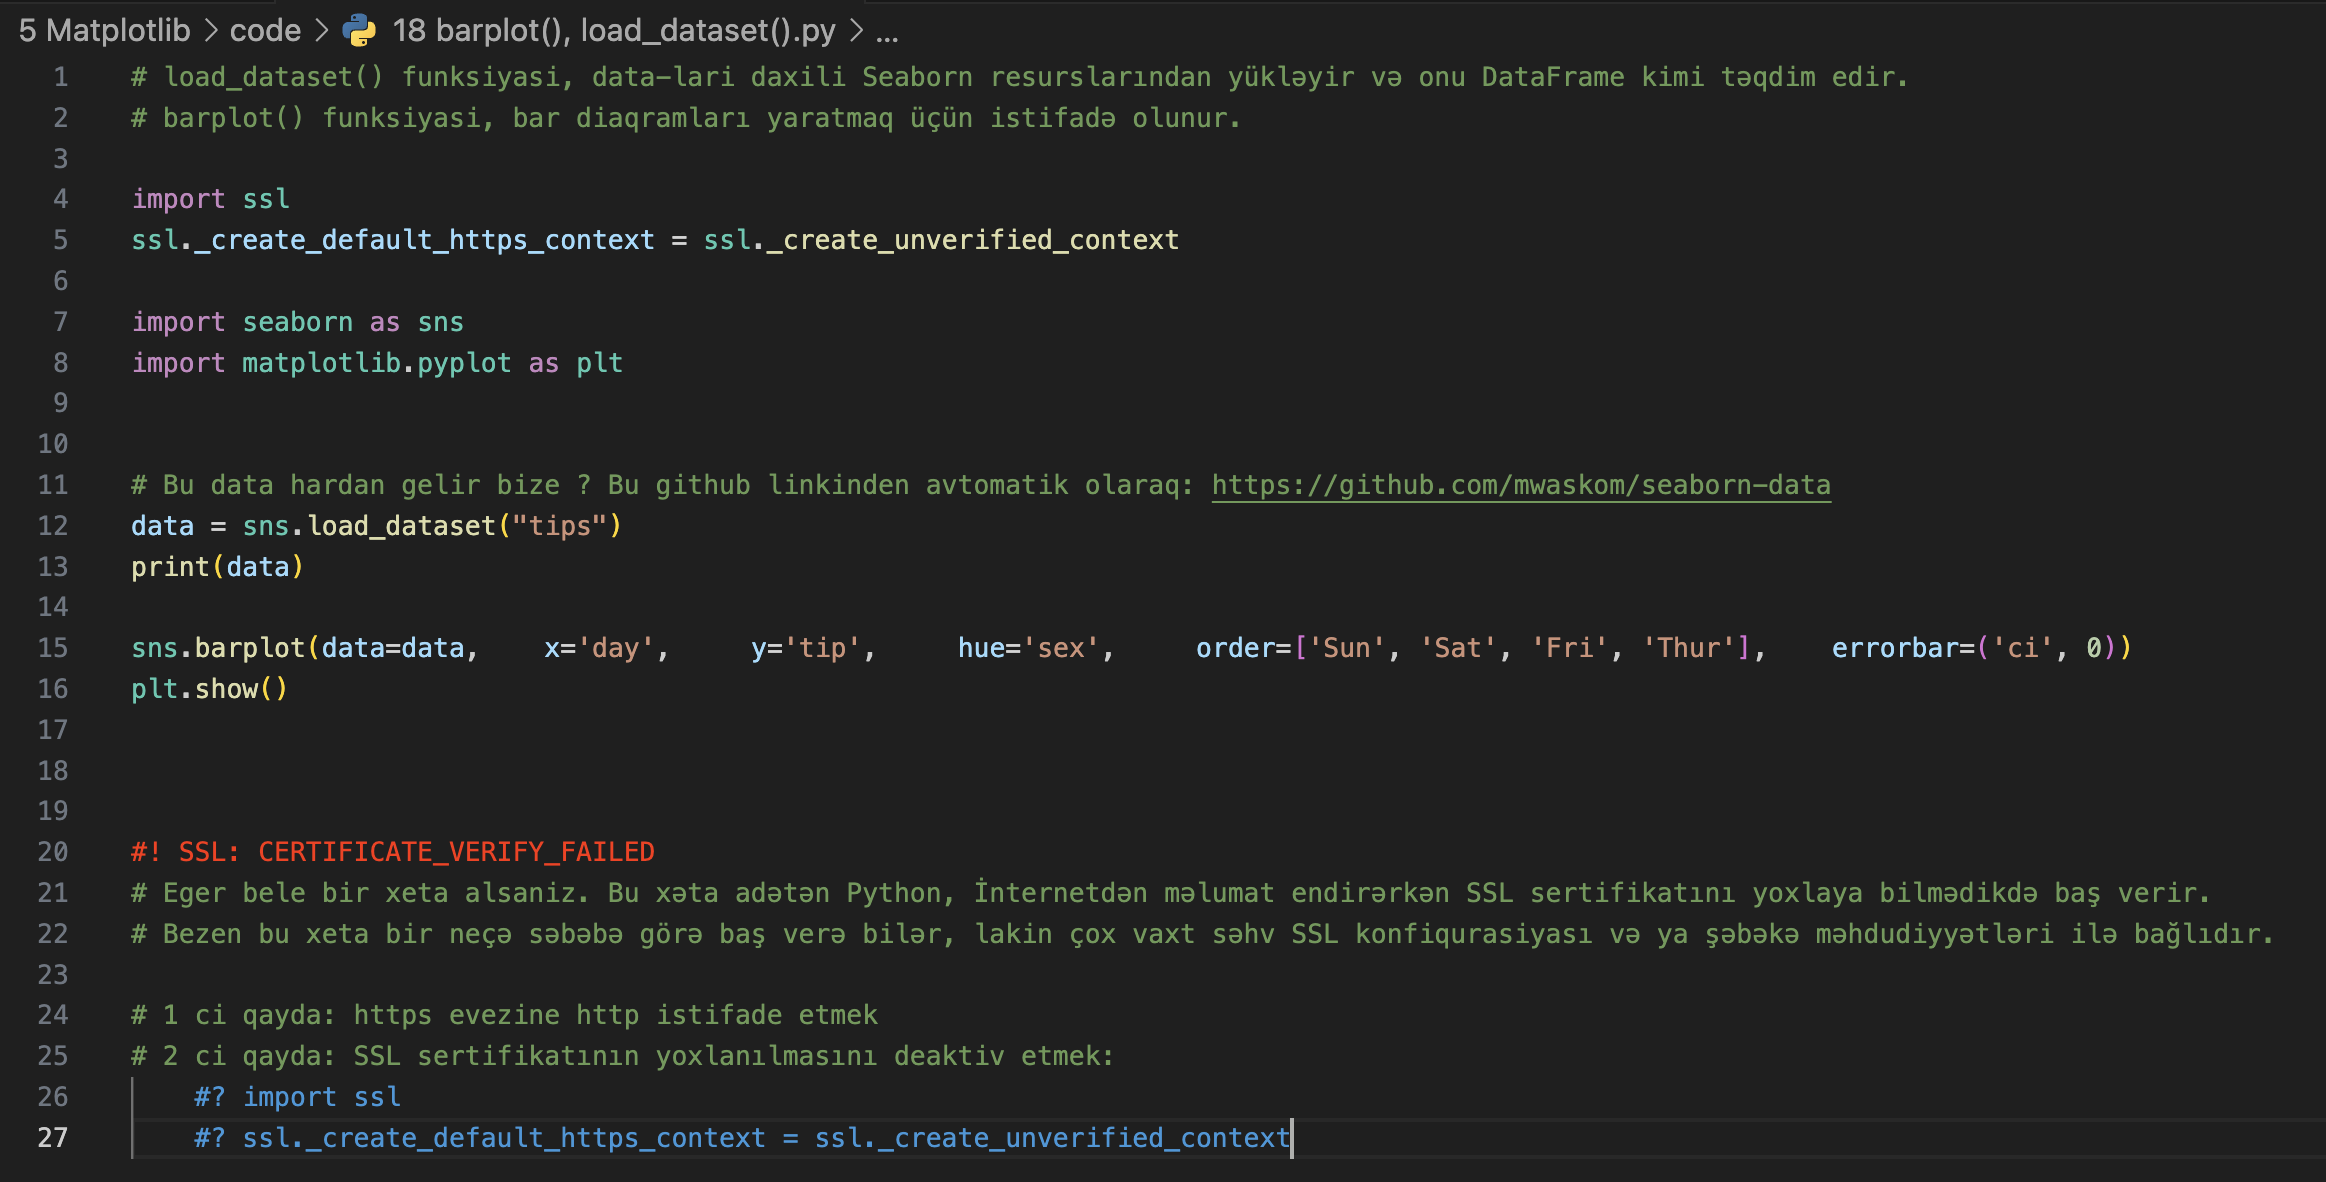 5 Matplotlib > code > 18 barplot(), load_dataset().py > ...
1 # load_dataset() funksiyasi, data-lari daxili Seaborn resurslarından yükləyir və onu DataFrame kimi təqdim edir.
2 # barplot() funksiyasi, bar diaqramları yaratmaq üçün istifadə olunur.
3
4 import ssl
5 ssl._create_default_https_context = ssl._create_unverified_context
6
7 import seaborn as sns
8 import matplotlib.pyplot as plt
9
10
11 # Bu data hardan gelir bize ? Bu github linkinden avtomatik olaraq: https://github.com/mwaskom/seaborn-data
12 data = sns.load_dataset("tips")
13 print(data)
14
15 sns.barplot(data=data,    x='day',     y='tip',     hue='sex',     order=['Sun', 'Sat', 'Fri', 'Thur'],    errorbar=('ci', 0))
16 plt.show()
17
18
19
20 #! SSL: CERTIFICATE_VERIFY_FAILED
21 # Eger bele bir xeta alsaniz. Bu xəta adətən Python, İnternetdən məlumat endirərkən SSL sertifikatını yoxlaya bilmədikdə baş verir.
22 # Bezen bu xeta bir neçə səbəbə görə baş verə bilər, lakin çox vaxt səhv SSL konfiqurasiyası və ya şəbəkə məhdudiyyətləri ilə bağlıdır.
23
24 # 1 ci qayda: https evezine http istifade etmek
25 # 2 ci qayda: SSL sertifikatının yoxlanılmasını deaktiv etmek:
26     #? import ssl
27     #? ssl._create_default_https_context = ssl._create_unverified_context